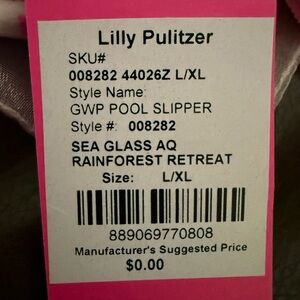 Lilly Pulitzer
SKU#
008282 44026Z L/XL
Style Name:
GWP POOL SLIPPER
Style #: 008282
SEA GLASS AQ
RAINFOREST RETREAT
Size: L/XL
889069770808
Manufacturer's Suggested Price
$0.00